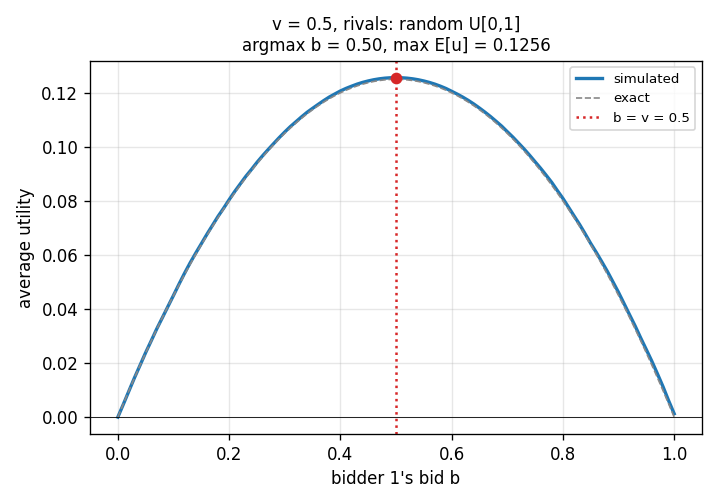 v = 0.5, rivals: random U[0,1]
argmax b = 0.50, max E[u] = 0.1256
simulated
exact
b = v = 0.5
average utility
0.12
0.10
0.08
0.06
0.04
0.02
0.00
0.0 0.2 0.4 0.6 0.8 1.0
bidder 1's bid b